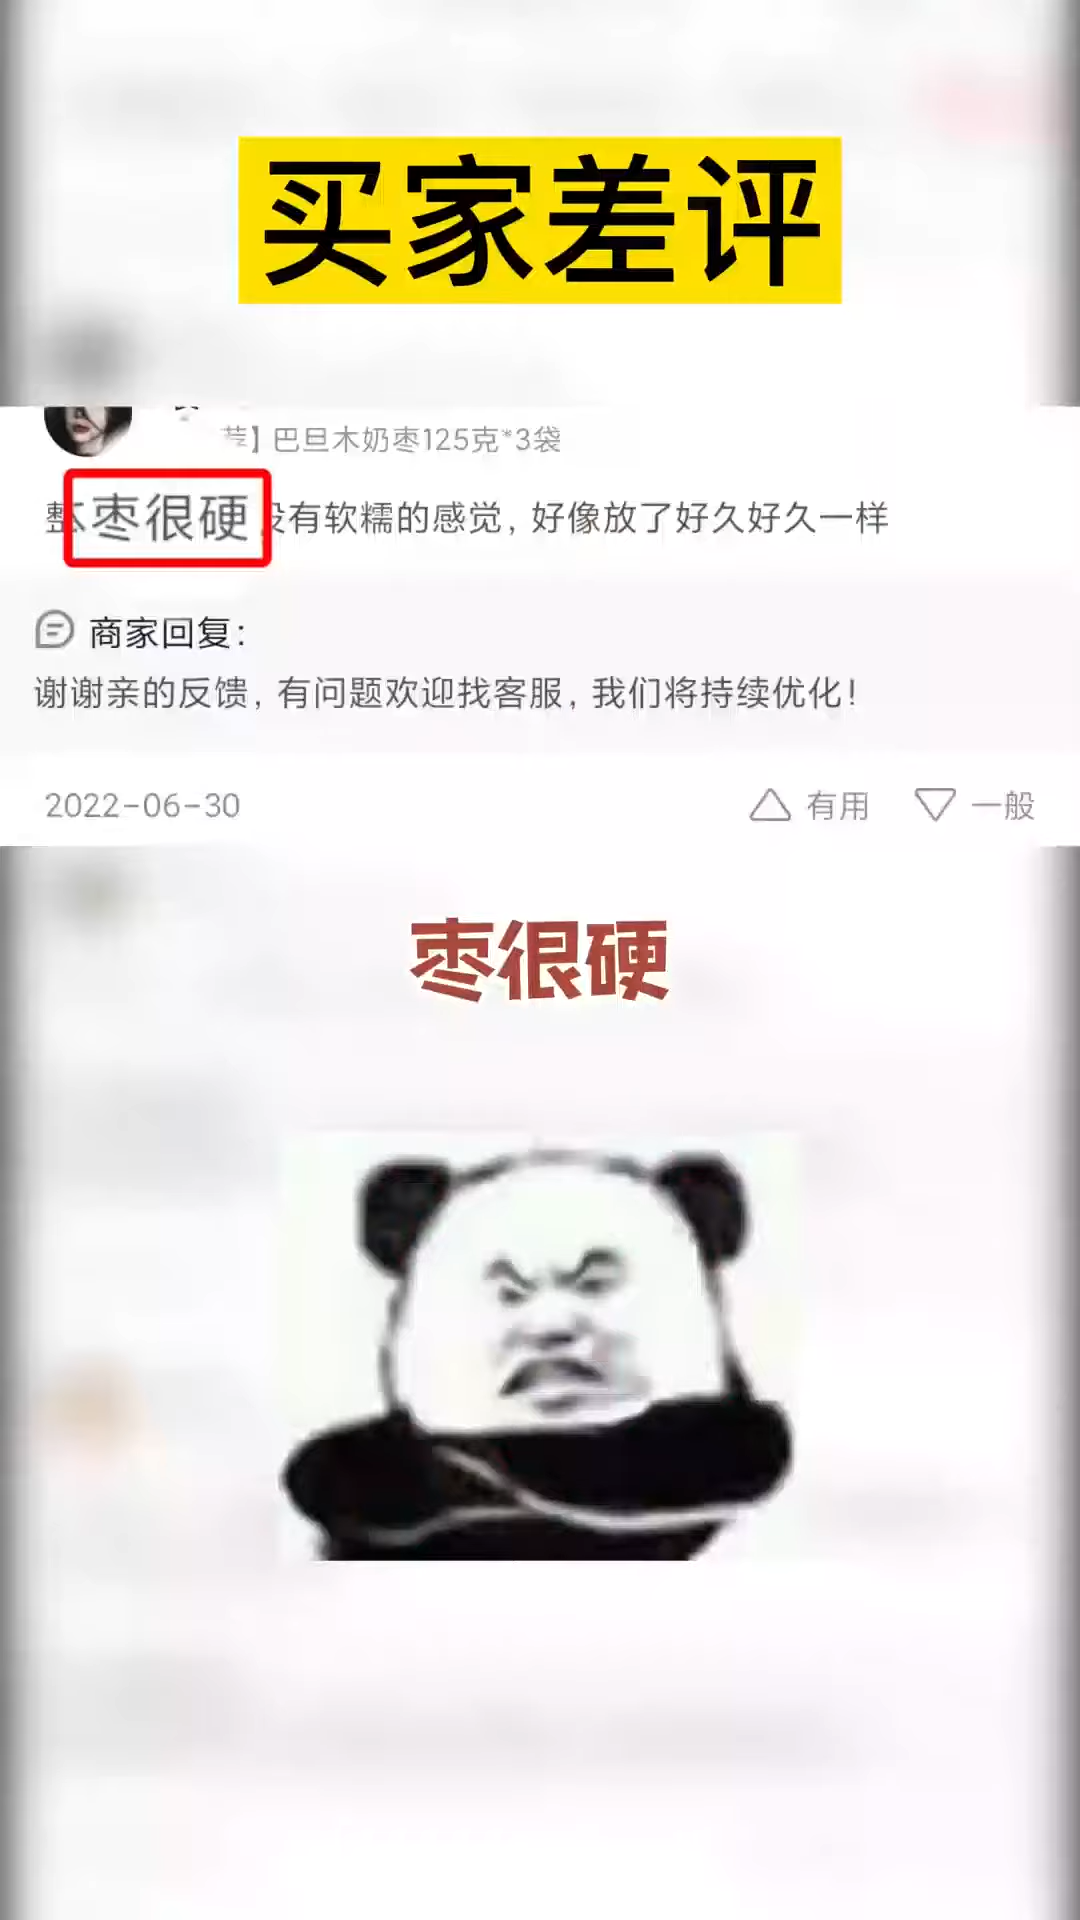 买家差评
荐】巴旦木奶枣125克*3袋
整 枣很硬 没有软糯的感觉，好像放了好久好久一样
商家回复：
谢谢亲的反馈，有问题欢迎找客服，我们将持续优化！
2022-06-30 有用 一般
枣很硬